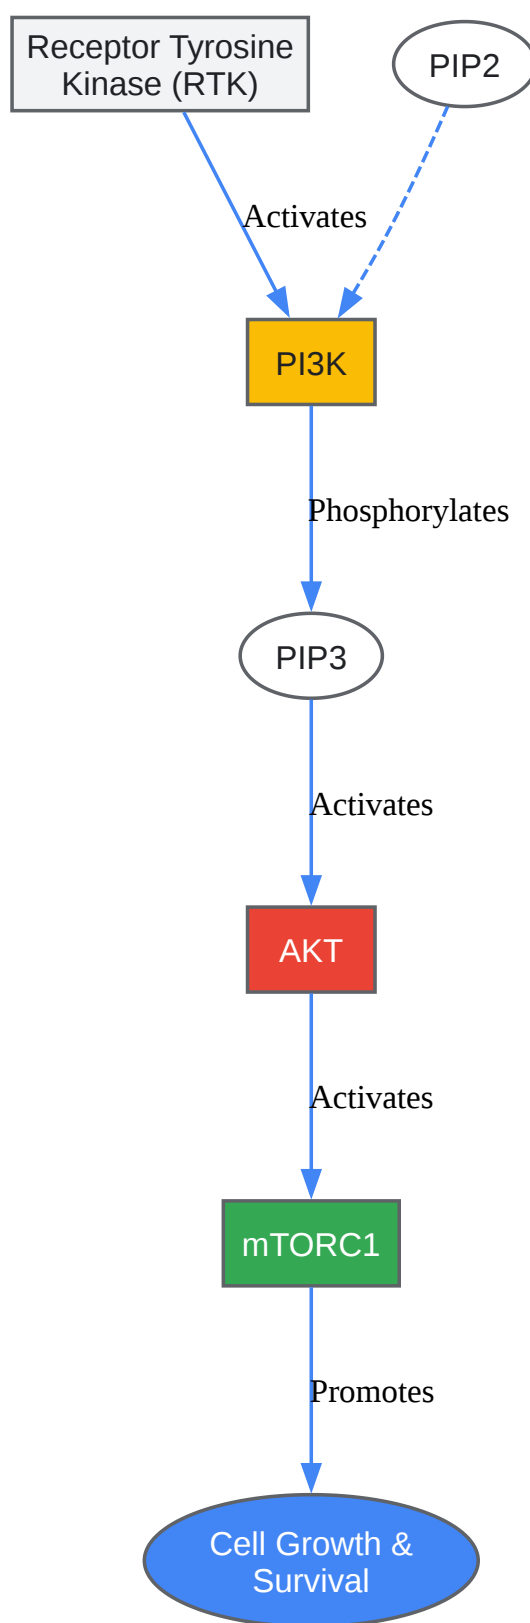 Receptor Tyrosine
Kinase (RTK)
PIP2
Activates
PI3K
Phosphorylates
PIP3
Activates
AKT
Activates
mTORC1
Promotes
Cell Growth &
Survival